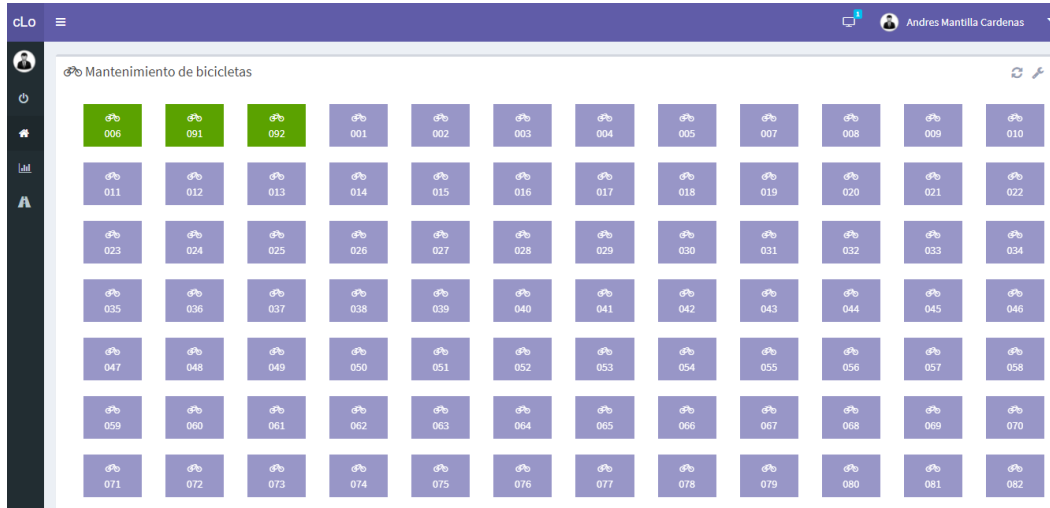 cLo
1
Andres Mantilla Cardenas
Mantenimiento de bicicletas
006 091 092 001 002 003 004 005 007 008 009 010
011 012 013 014 015 016 017 018 019 020 021 022
023 024 025 026 027 028 029 030 031 032 033 034
035 036 037 038 039 040 041 042 043 044 045 046
047 048 049 050 051 052 053 054 055 056 057 058
059 060 061 062 063 064 065 066 067 068 069 070
071 072 073 074 075 076 077 078 079 080 081 082